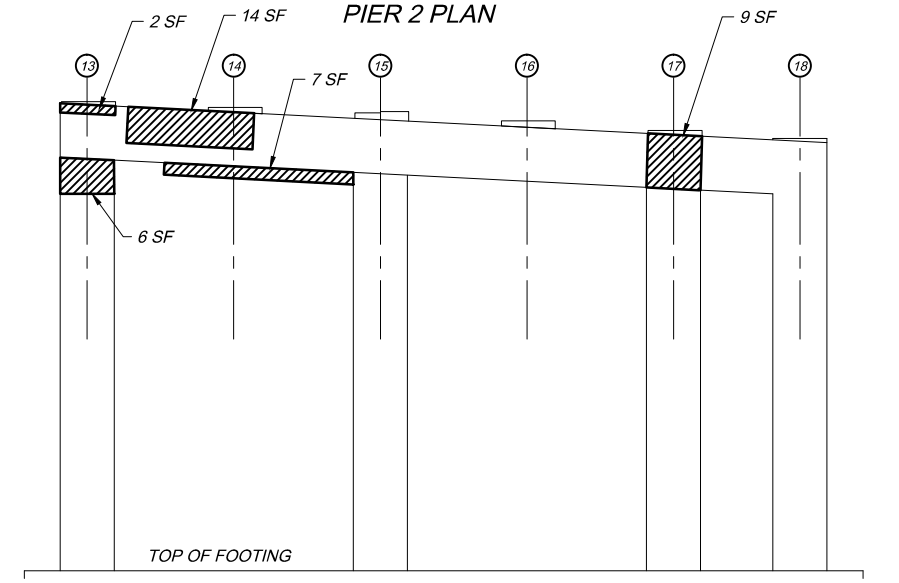 PIER 2 PLAN
2 SF
14 SF
9 SF
7 SF
13
14
15
16
17
18
6 SF
TOP OF FOOTING